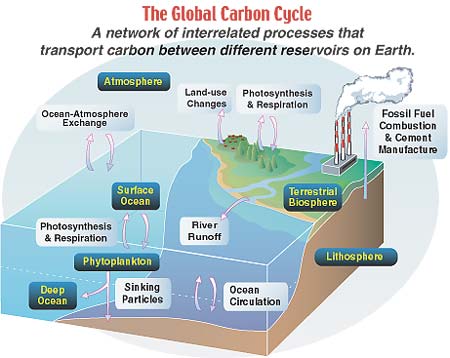 The Global Carbon Cycle
A network of interrelated processes that
transport carbon between different reservoirs on Earth.
Atmosphere
Land-use
Changes
Photosynthesis
& Respiration
Ocean-Atmosphere
Exchange
Fossil Fuel
Combustion
& Cement
Manufacture
Surface
Ocean
Terrestrial
Biosphere
Photosynthesis
& Respiration
River
Runoff
Phytoplankton
Lithosphere
Deep
Ocean
Sinking
Particles
Ocean
Circulation